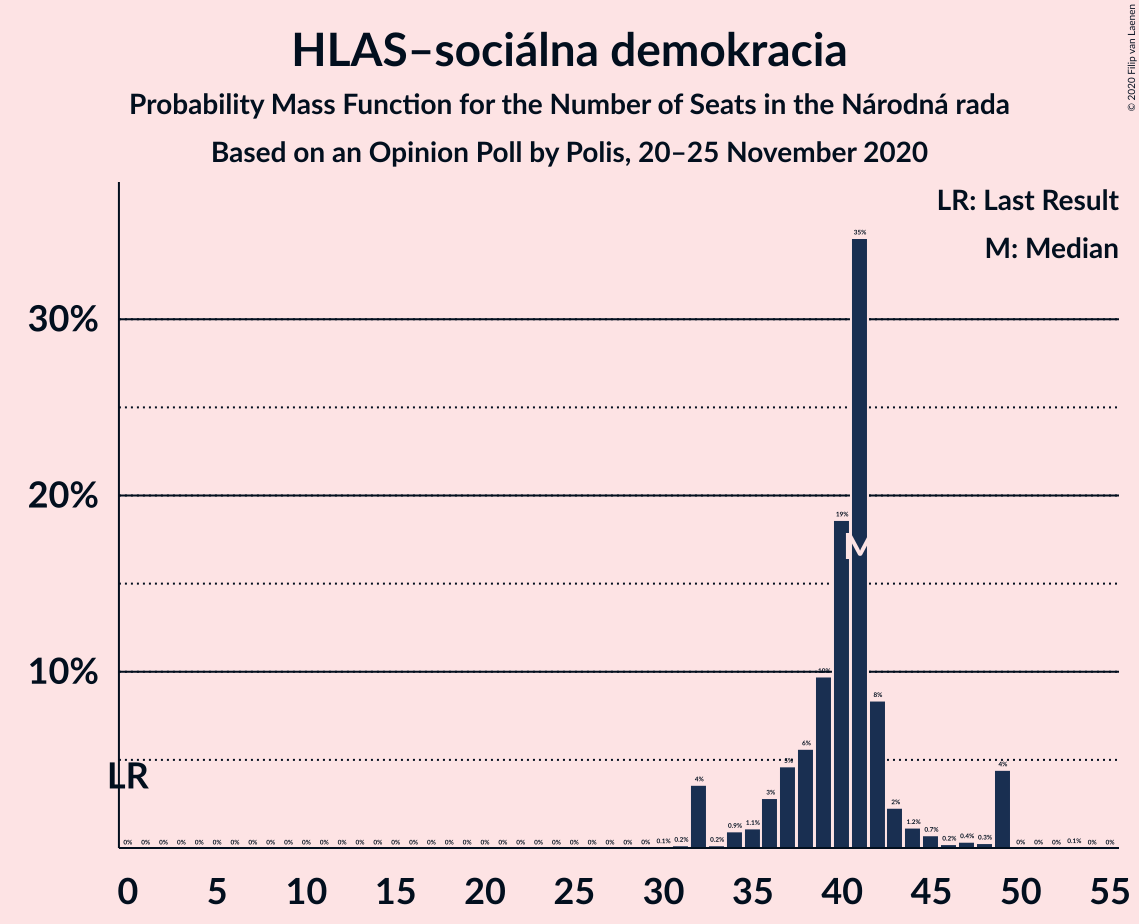 © 2020 Filip van Laenen
HLAS–sociálna demokracia
Probability Mass Function for the Number of Seats in the Národná rada
Based on an Opinion Poll by Polis, 20–25 November 2020
LR: Last Result
M: Median
35%
30%
20%
19%
M
10%
10%
8%
6%
5%
LR
4%
4%
3%
2%
0.9% 1.1% 1.2% 0.7%
0% 0% 0% 0% 0% 0% 0% 0% 0% 0% 0% 0% 0% 0% 0% 0% 0% 0% 0% 0% 0% 0% 0% 0% 0% 0% 0% 0% 0% 0% 0.1% 0.2% 0.2% 0.2% 0.4% 0.3% 0% 0% 0% 0.1% 0% 0%
0 5 10 15 20 25 30 35 40 45 50 55